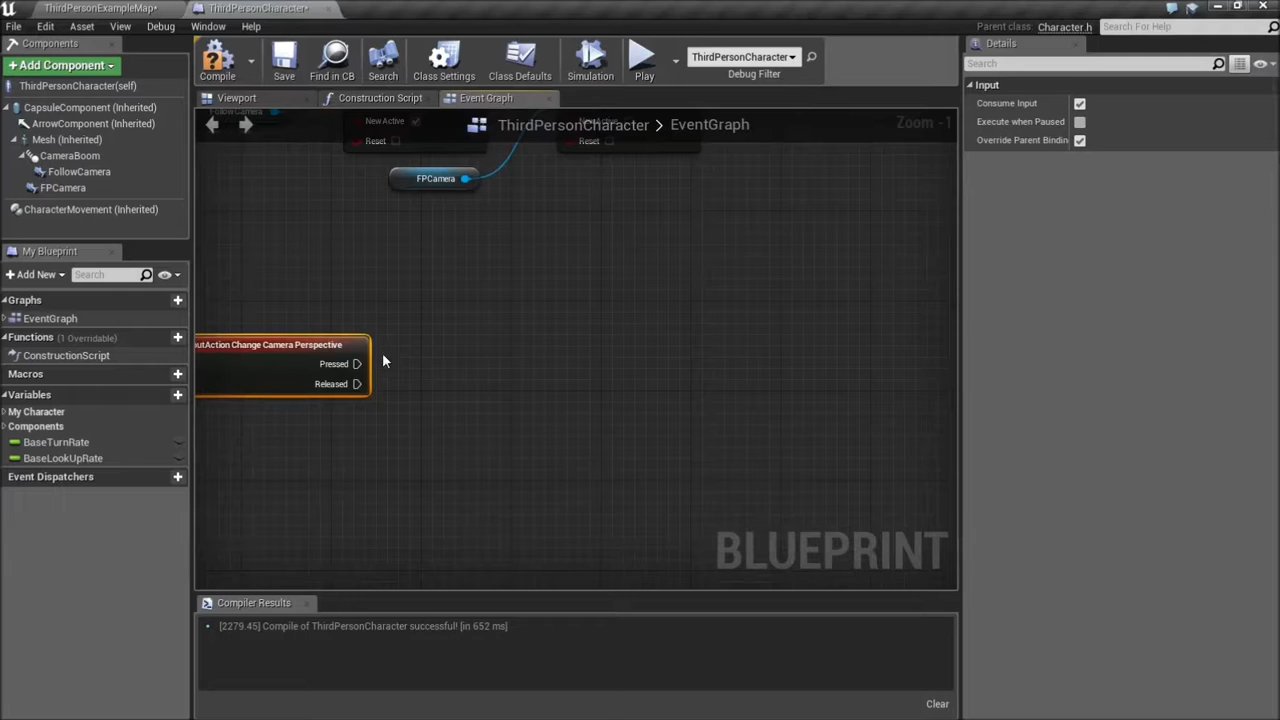 ThirdPersonExampleMap*
ThirdPersonCharacter*
File Edit Asset View Debug Window Help
Parent class: Character.h
Search For Help
Components
+Add Component
Compile
Save
Find in CB
Search
Class Settings
Class Defaults
Simulation
Play
ThirdPersonCharacter
Debug Filter
Details
Search
ThirdPersonCharacter(self)
CapsuleComponent (Inherited)
ArrowComponent (Inherited)
Mesh (Inherited)
CameraBoom
FollowCamera
FPCamera
CharacterMovement (Inherited)
Viewport
Construction Script
Event Graph
FollowCamera
New Active
Reset
ThirdPersonCharacter > EventGraph
Zoom -1
Reset
FPCamera
Input
Consume Input
Execute when Paused
Override Parent Bindin
My Blueprint
+Add New
Search
Graphs
EventGraph
Functions (1 Overridable)
ConstructionScript
Macros
Variables
My Character
Components
BaseTurnRate
BaseLookUpRate
Event Dispatchers
utAction Change Camera Perspective
Pressed
Released
BLUEPRINT
Compiler Results
[2279.45] Compile of ThirdPersonCharacter successful! [in 652 ms]
Clear